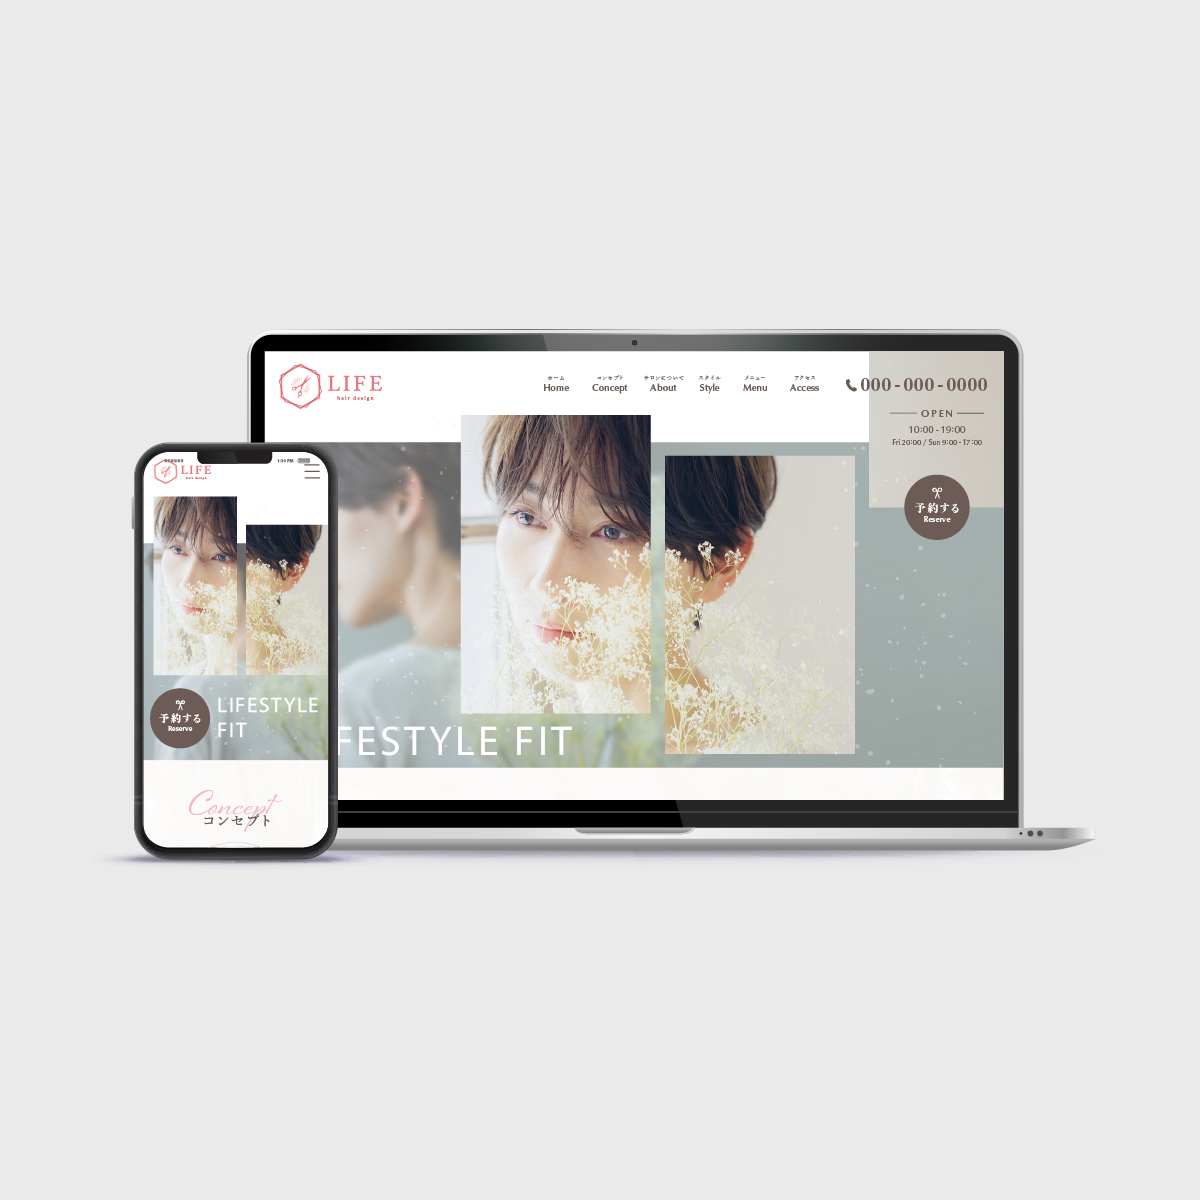 LIFE
hair design
ホーム
Home
コンセプト
Concept
サロンについて
About
スタイル
Style
メニュー
Menu
アクセス
Access
000-000-0000
OPEN
10:00-19:00
Fri 20:00 / Sun 9:00-17:00
予約する
Reserve
FESTYLE FIT
1:20 PM
LIFE
hair design
予約する
Reserve
LIFESTYLE
FIT
Concept
コンセプト